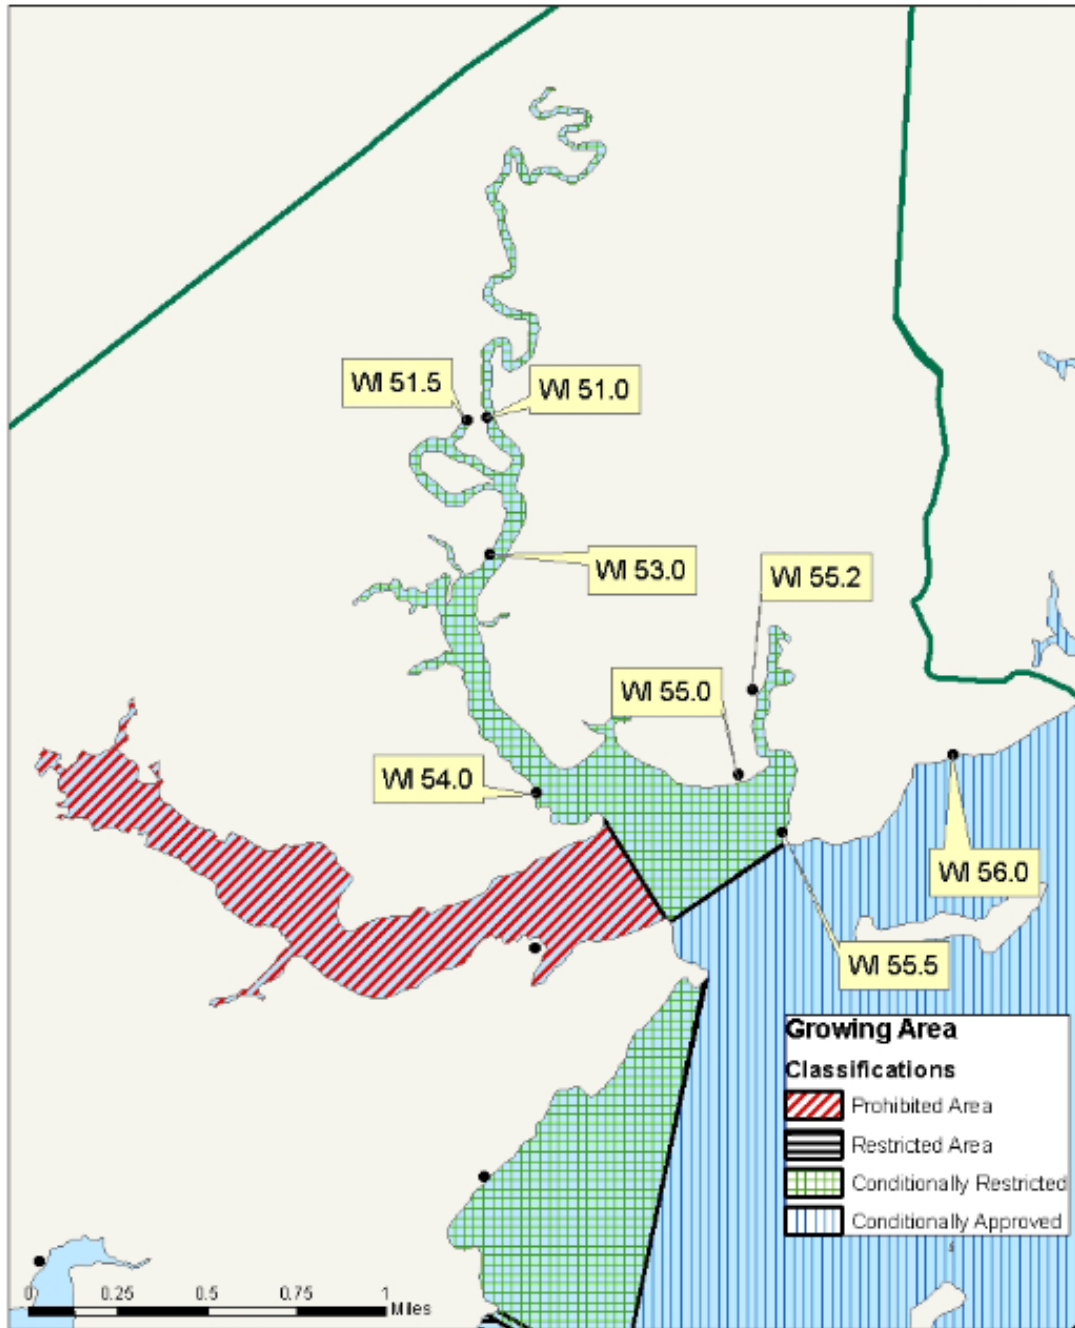 WI 51.5
WI 51.0
WI 53.0
WI 55.2
WI 55.0
WI 54.0
WI 56.0
WI 55.5
Growing Area
Classifications
Prohibited Area
Restricted Area
Conditionally Restricted
Conditionally Approved
0 0.25 0.5 0.75 1
Miles